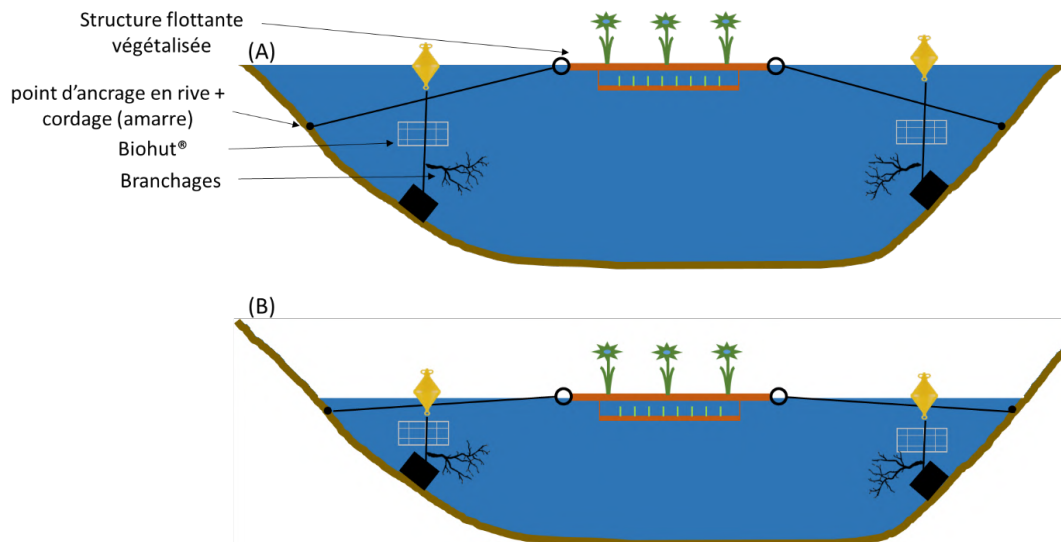 Structure flottante
végétalisée
(A)
point d'ancrage en rive +
cordage (amarre)
Biohut®
Branchages
(B)